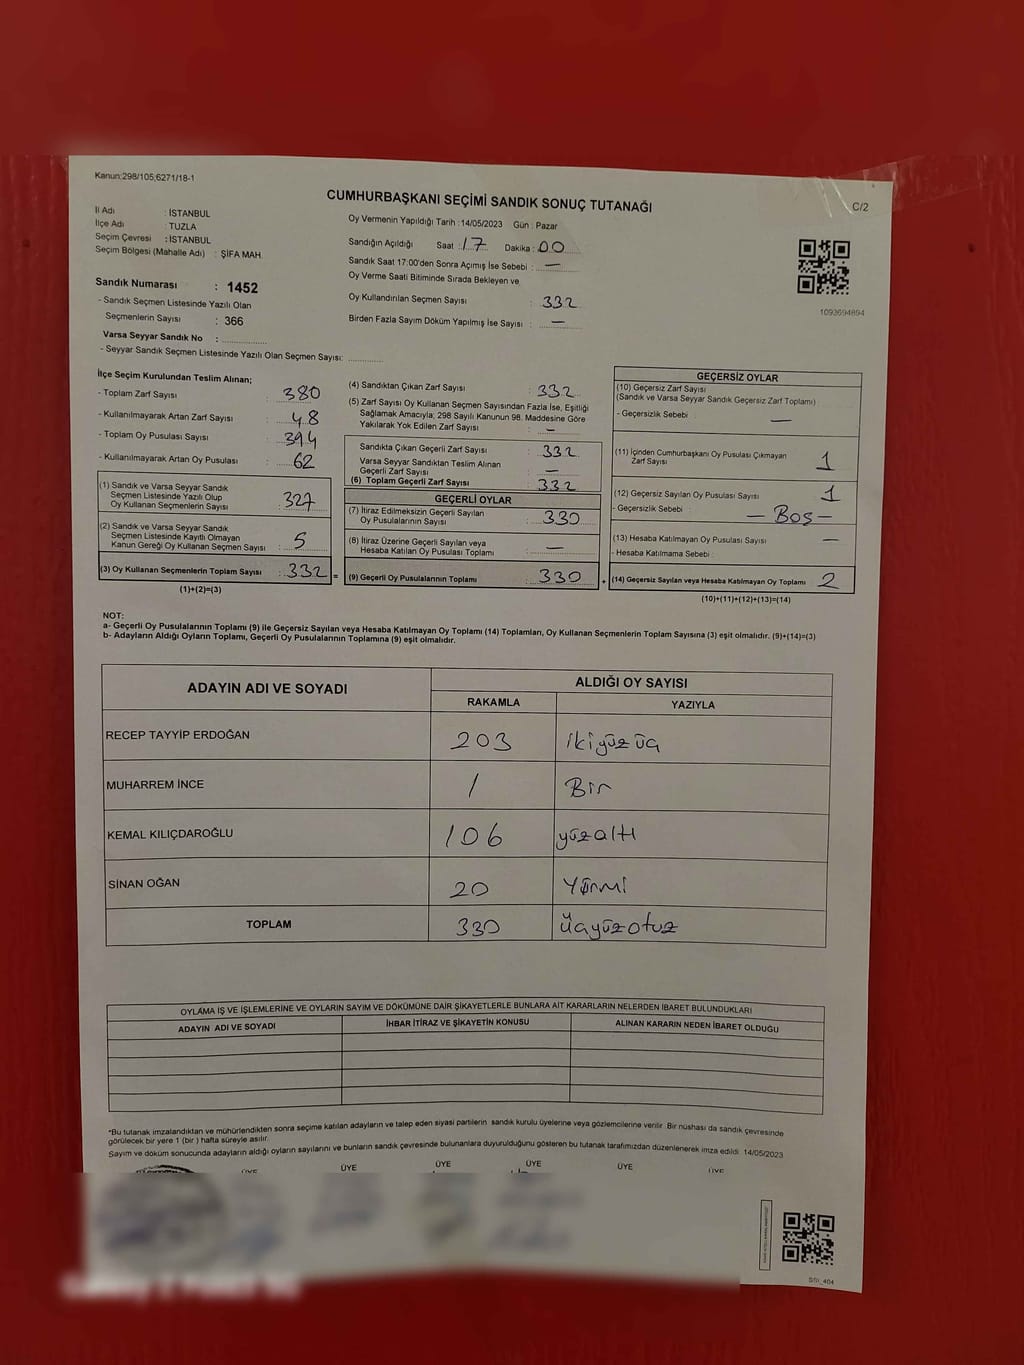 Kanun:298/105,6271/18-1
CUMHURBAŞKANI SEÇİMİ SANDIK SONUÇ TUTANAĞI
C/2
İl Adı : İSTANBUL
İlçe Adı : TUZLA
Seçim Çevresi : İSTANBUL
Seçim Bölgesi (Mahalle Adı) : ŞİFA MAH.
Oy Vermenin Yapıldığı Tarih :14/05/2023 Gün : Pazar
Sandığın Açıldığı Saat : 17 Dakika : 00
Sandık Saat 17:00'den Sonra Açımış İse Sebebi : —
Oy Verme Saati Bitiminde Sırada Bekleyen ve
Oy Kullandırılan Seçmen Sayısı 332
Birden Fazla Sayım Döküm Yapılmış İse Sayısı : —
1093694894
Sandık Numarası : 1452
- Sandık Seçmen Listesinde Yazılı Olan
Seçmenlerin Sayısı : 366
Varsa Seyyar Sandık No :
- Seyyar Sandık Seçmen Listesinde Yazılı Olan Seçmen Sayısı:
İlçe Seçim Kurulundan Teslim Alınan;
- Toplam Zarf Sayısı : 380
- Kullanılmayarak Artan Zarf Sayısı : 48
- Toplam Oy Pusulası Sayısı : 394
- Kullanılmayarak Artan Oy Pusulası : 62
(1) Sandık ve Varsa Seyyar Sandık
Seçmen Listesinde Yazılı Olup
Oy Kullanan Seçmenlerin Sayısı : 327
(2) Sandık ve Varsa Seyyar Sandık
Seçmen Listesinde Kayıtlı Olmayan
Kanun Gereği Oy Kullanan Seçmen Sayısı : 5
(3) Oy Kullanan Seçmenlerin Toplam Sayısı : 332 =
(1)+(2)=(3)
(4) Sandıktan Çıkan Zarf Sayısı : 332
(5) Zarf Sayısı Oy Kullanan Seçmen Sayısından Fazla İse, Eşitliği
Sağlamak Amacıyla; 298 Sayılı Kanunun 98. Maddesine Göre
Yakılarak Yok Edilen Zarf Sayısı : —
Sandıkta Çıkan Geçerli Zarf Sayısı : 332
Varsa Seyyar Sandıktan Teslim Alınan
Geçerli Zarf Sayısı : —
(6) Toplam Geçerli Zarf Sayısı : 332
GEÇERLİ OYLAR
(7) İtiraz Edilmeksizin Geçerli Sayılan
Oy Pusulalarının Sayısı : 330
(8) İtiraz Üzerine Geçerli Sayılan veya
Hesaba Katılan Oy Pusulası Toplamı : —
(9) Geçerli Oy Pusulalarının Toplamı : 330 +
GEÇERSİZ OYLAR
(10) Geçersiz Zarf Sayısı
(Sandık ve Varsa Seyyar Sandık Geçersiz Zarf Toplamı)
- Geçersizlik Sebebi : —
(11) İçinden Cumhurbaşkanı Oy Pusulası Çıkmayan
Zarf Sayısı 1
(12) Geçersiz Sayılan Oy Pusulası Sayısı 1
- Geçersizlik Sebebi : — Boş —
(13) Hesaba Katılmayan Oy Pusulası Sayısı —
- Hesaba Katılmama Sebebi :
(14) Geçersiz Sayılan veya Hesaba Katılmayan Oy Toplamı 2
(10)+(11)+(12)+(13)=(14)
NOT:
a- Geçerli Oy Pusulalarının Toplamı (9) ile Geçersiz Sayılan veya Hesaba Katılmayan Oy Toplamı (14) Toplamları, Oy Kullanan Seçmenlerin Toplam Sayısına (3) eşit olmalıdır. (9)+(14)=(3)
b- Adayların Aldığı Oyların Toplamı, Geçerli Oy Pusulalarının Toplamına (9) eşit olmalıdır.
ADAYIN ADI VE SOYADI
ALDIĞI OY SAYISI
RAKAMLA YAZIYLA
RECEP TAYYİP ERDOĞAN 203 ikiyüz üç
MUHARREM İNCE 1 Bir
KEMAL KILIÇDAROĞLU 106 yüzaltı
SİNAN OĞAN 20 Yirmi
TOPLAM 330 Üçyüzotuz
OYLAMA İŞ VE İŞLEMLERİNE VE OYLARIN SAYIM VE DÖKÜMÜNE DAİR ŞİKAYETLERLE BUNLARA AİT KARARLARIN NELERDEN İBARET BULUNDUKLARI
ADAYIN ADI VE SOYADI İHBAR İTİRAZ VE ŞİKAYETİN KONUSU ALINAN KARARIN NEDEN İBARET OLDUĞU
*Bu tutanak imzalandıktan ve mühürlendikten sonra seçime katılan adayların ve talep eden siyasi partilerin sandık kurulu üyelerine veya gözlemcilerine verilir. Bir nüshası da sandık çevresinde
görülecek bir yere 1 (bir ) hafta süreyle asılır.
Sayım ve döküm sonucunda adayların aldığı oyların sayılarını ve bunların sandık çevresinde bulunanlara duyurulduğunu gösteren bu tutanak tarafımızdan düzenlenerek imza edildi. 14/05/2023
ÜYE ÜYE ÜYE ÜYE ÜYE ÜYE